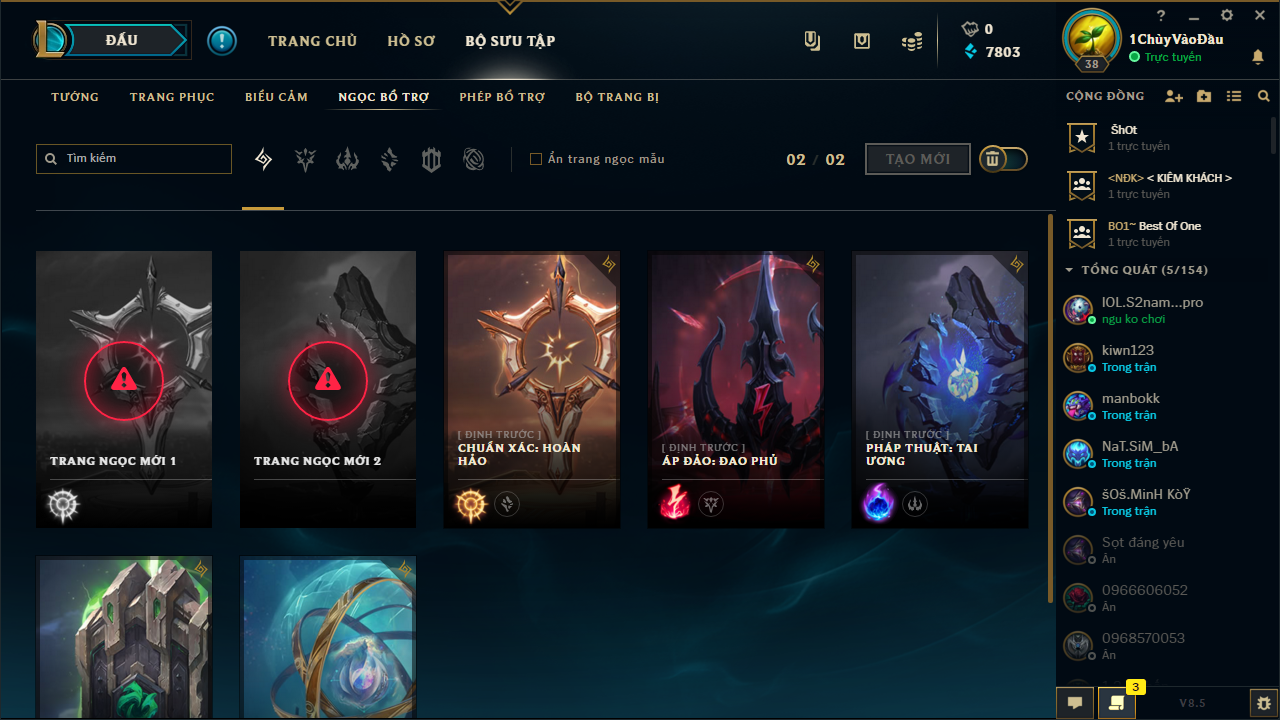 ĐẤU
TRANG CHỦ
HỒ SƠ
BỘ SƯU TẬP
0
7803
?
38
1ChùyVàoĐầu
Trực tuyến
TƯỚNG
TRANG PHỤC
BIỂU CẢM
NGỌC BỔ TRỢ
PHÉP BỔ TRỢ
BỘ TRANG BỊ
CỘNG ĐỒNG
Tìm kiếm
Ẩn trang ngọc mẫu
02 / 02
TẠO MỚI
ŠhOt
1 trực tuyến
<NĐK> < KIẾM KHÁCH >
1 trực tuyến
BO1~ Best Of One
1 trực tuyến
TỔNG QUÁT (5/154)
lOL.S2nam...pro
ngu ko chơi
kiwn123
Trong trận
manbokk
Trong trận
NaT.SiM_bA
Trong trận
šOš.MinH KòŸ
Trong trận
Sọt đáng yêu
Ẩn
0966606052
Ẩn
0968570053
Ẩn
TRANG NGỌC MỚI 1
TRANG NGỌC MỚI 2
[ ĐỊNH TRƯỚC ]
CHUẨN XÁC: HOÀN
HẢO
[ ĐỊNH TRƯỚC ]
ÁP ĐẢO: ĐAO PHỦ
[ ĐỊNH TRƯỚC ]
PHÁP THUẬT: TAI
ƯƠNG
3
V8.5